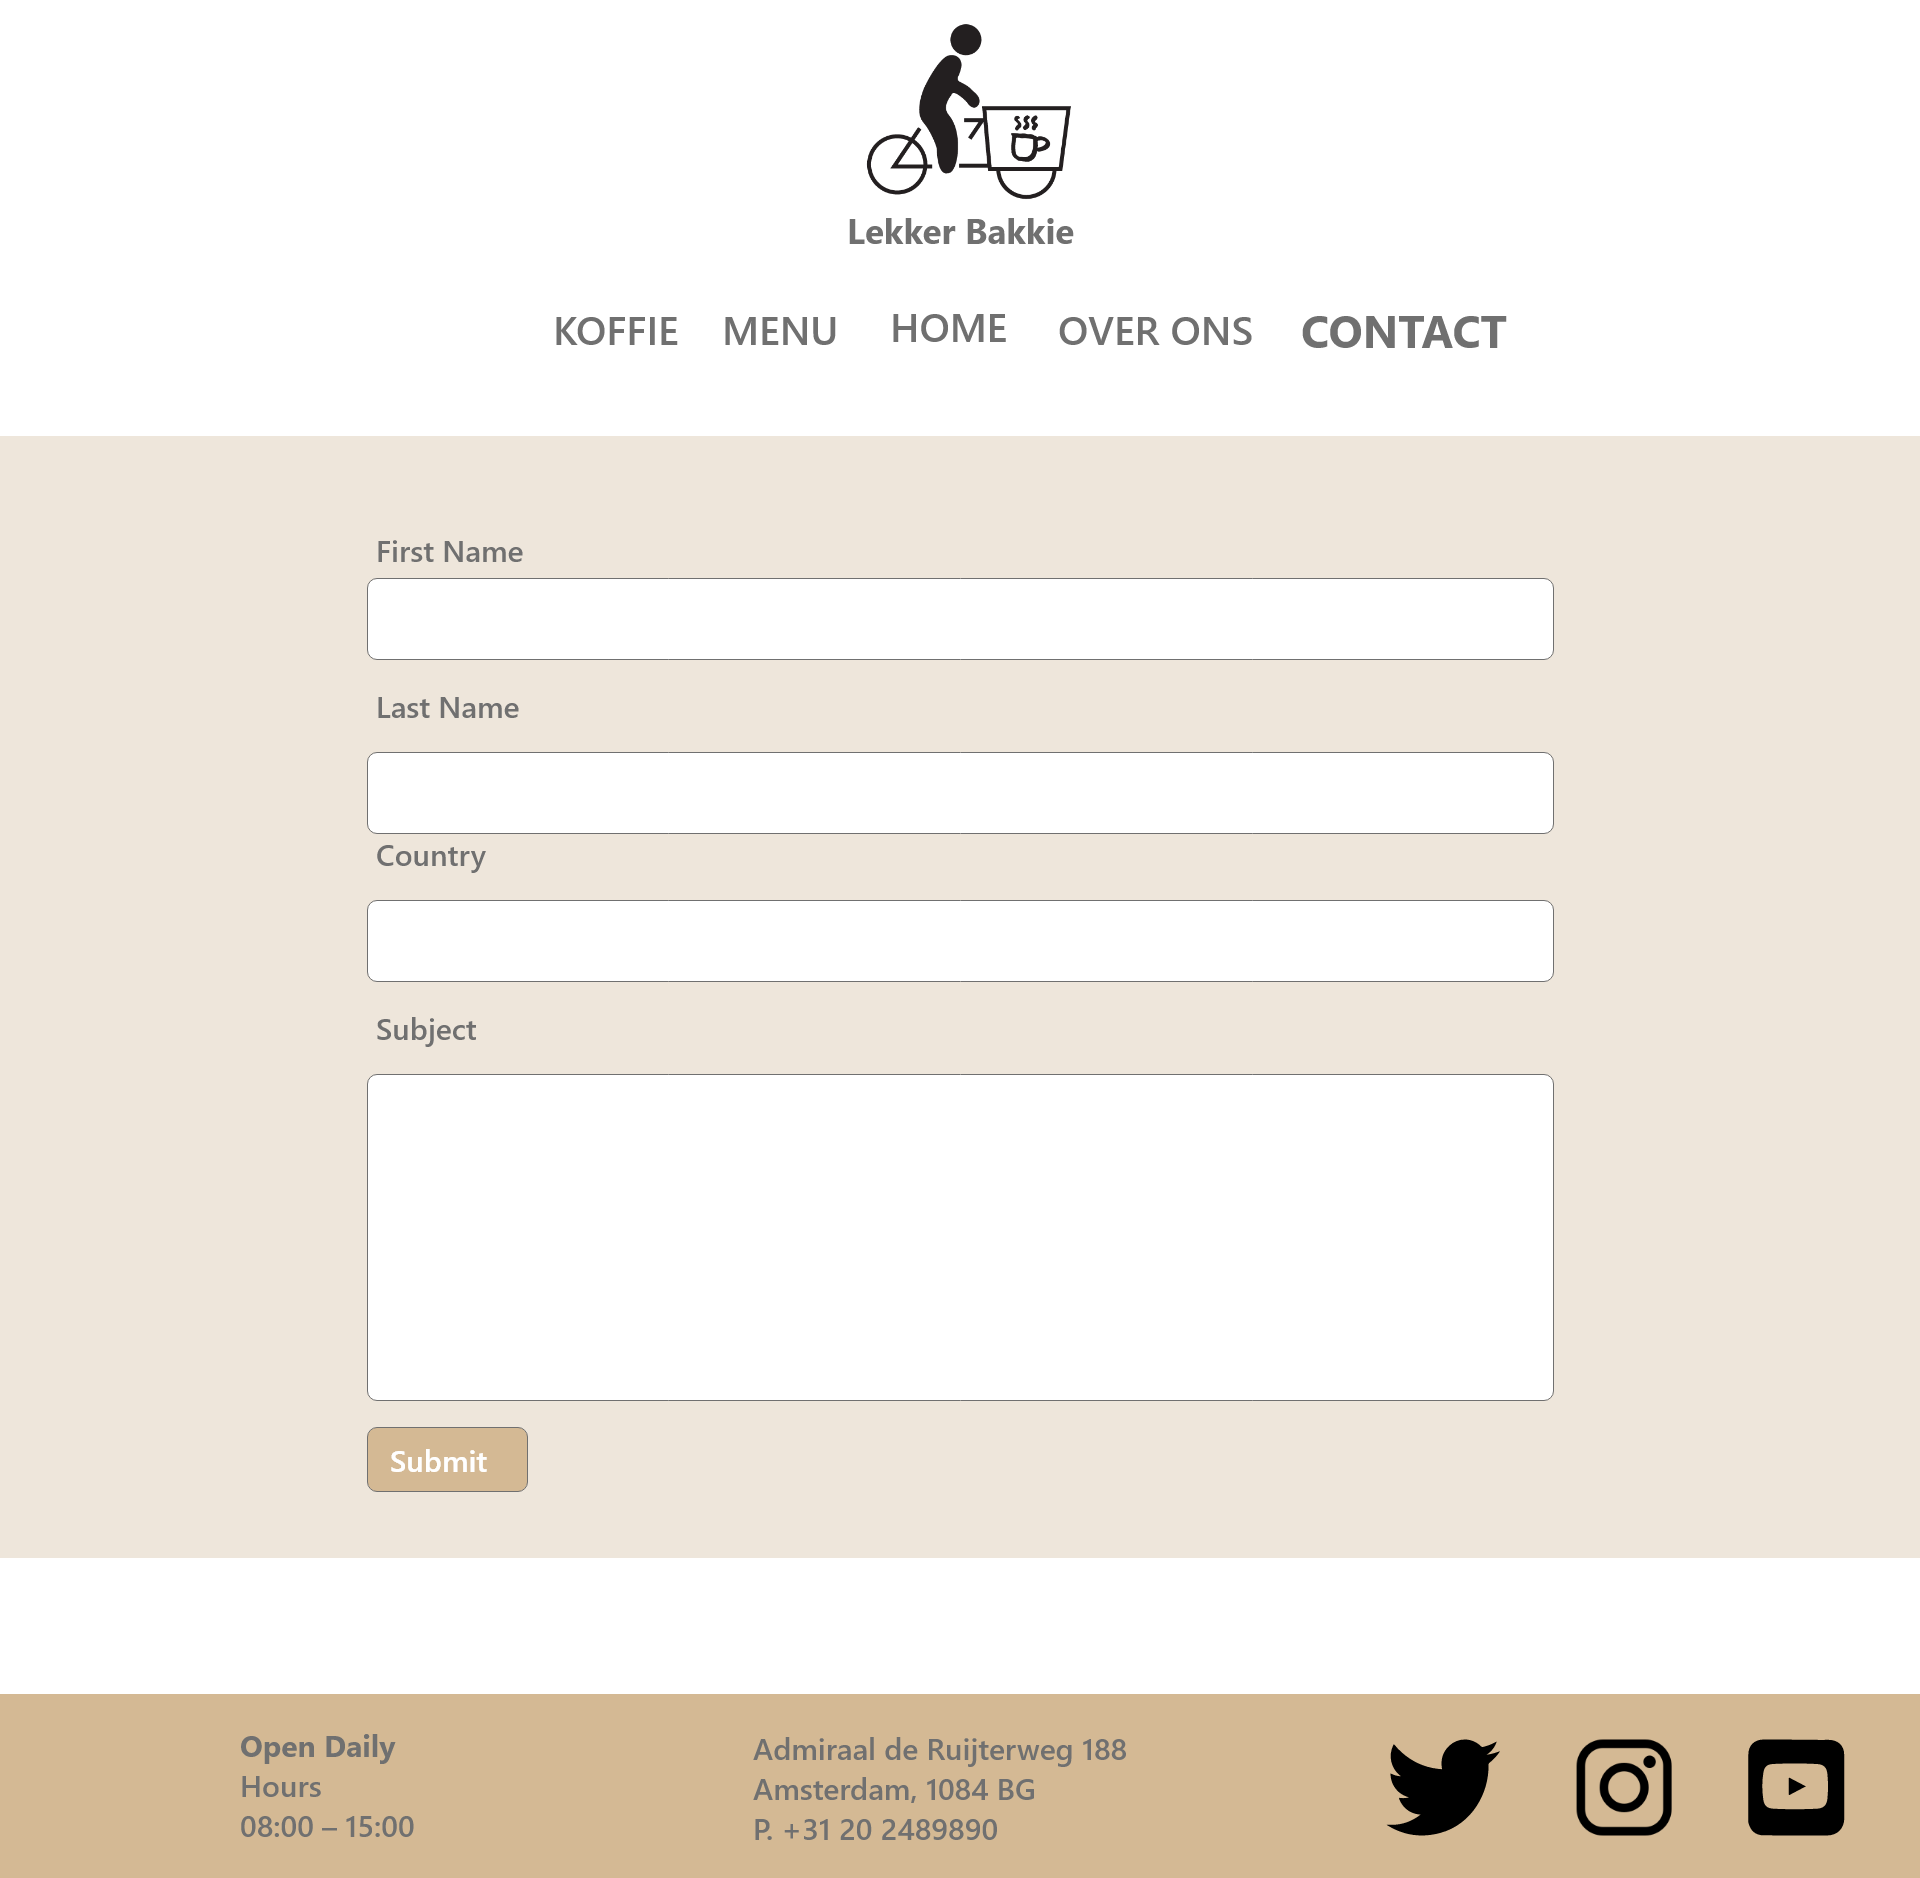 Lekker Bakkie
KOFFIE MENU HOME OVER ONS CONTACT
First Name
Last Name
Country
Subject
Submit
Open Daily
Hours
08:00 – 15:00
Admiraal de Ruijterweg 188
Amsterdam, 1084 BG
P. +31 20 2489890